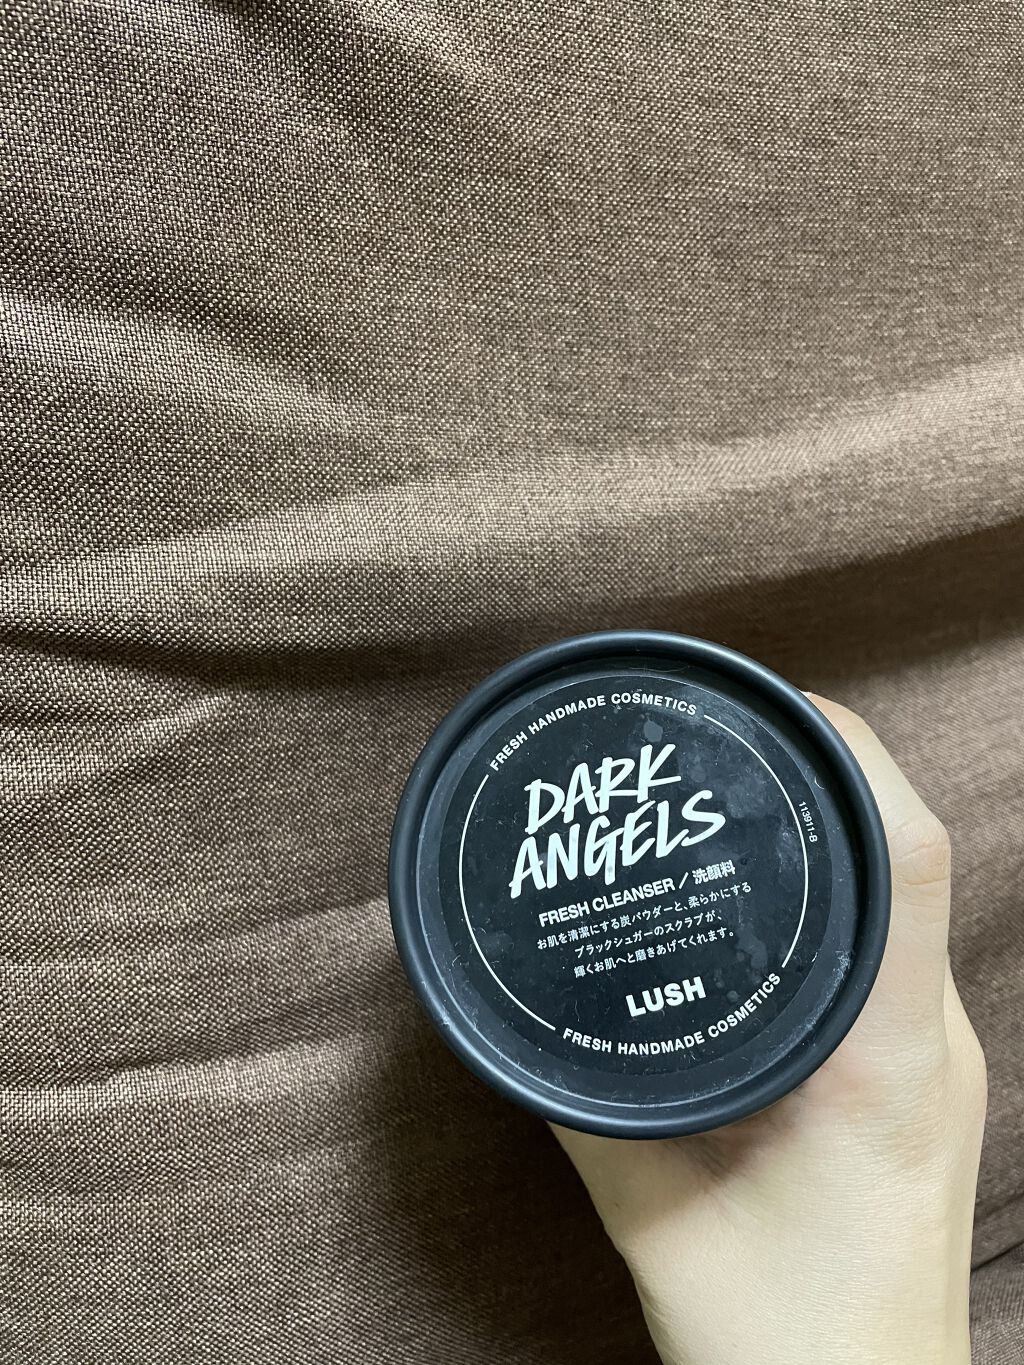 FRESH HANDMADE COSMETICS
DARK
ANGELS
113911-B
FRESH CLEANSER / 洗顔料
お肌を清潔にする炭パウダーと、柔らかにする
ブラックシュガーのスクラブが、
輝くお肌へと磨きあげてくれます。
LUSH
FRESH HANDMADE COSMETICS